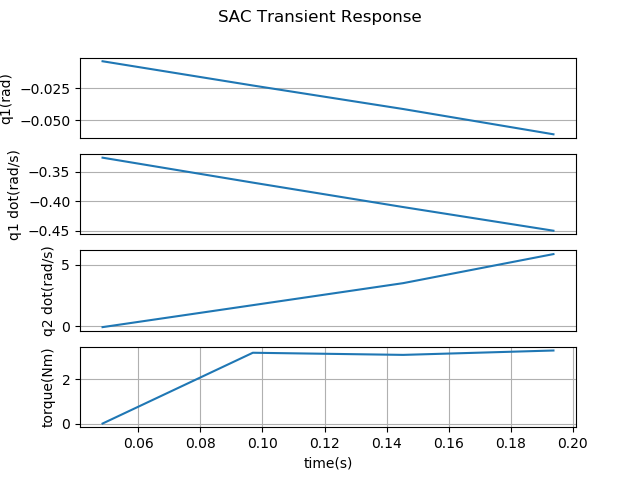 SAC Transient Response
q1(rad)
−0.025
−0.050
q1 dot(rad/s)
−0.35
−0.40
−0.45
q2 dot(rad/s)
5
0
torque(Nm)
2
0
0.06 0.08 0.10 0.12 0.14 0.16 0.18 0.20
time(s)